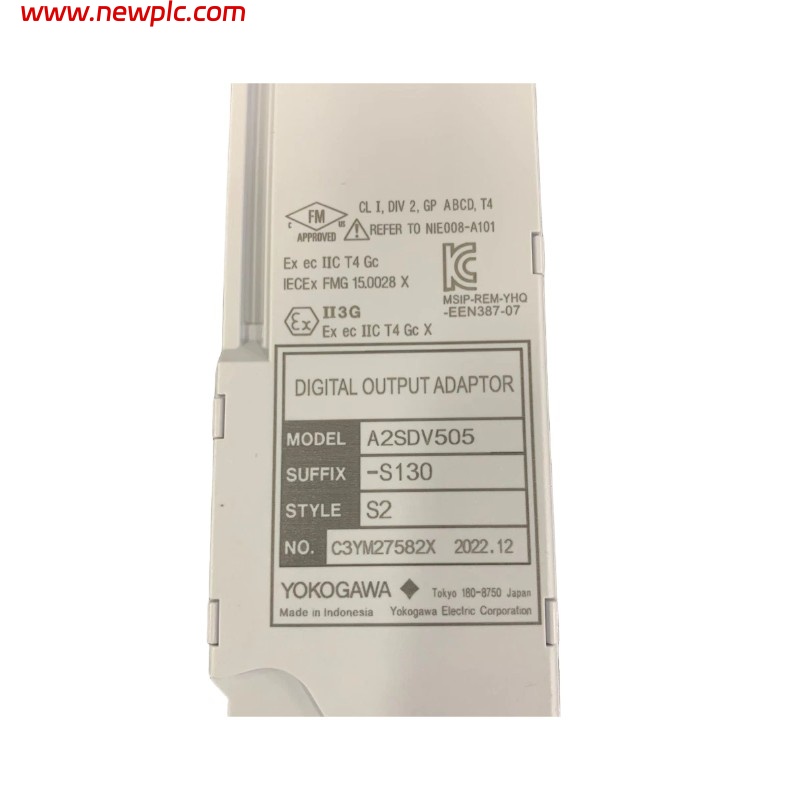 www.newplc.com
CL I, DIV 2, GP ABCD, T4
C FM US
APPROVED ! REFER TO NIE008-A101
Ex ec IIC T4 Gc
IECEx FMG 15.0028 X
MSIP-REM-YHQ
-EEN387-07
Ex II3G
Ex ec IIC T4 Gc X
DIGITAL OUTPUT ADAPTOR
MODEL A2SDV505
SUFFIX -S130
STYLE S2
NO. C3YM27582X 2022.12
YOKOGAWA ◆ Tokyo 180-8750 Japan
Made in Indonesia Yokogawa Electric Corporation